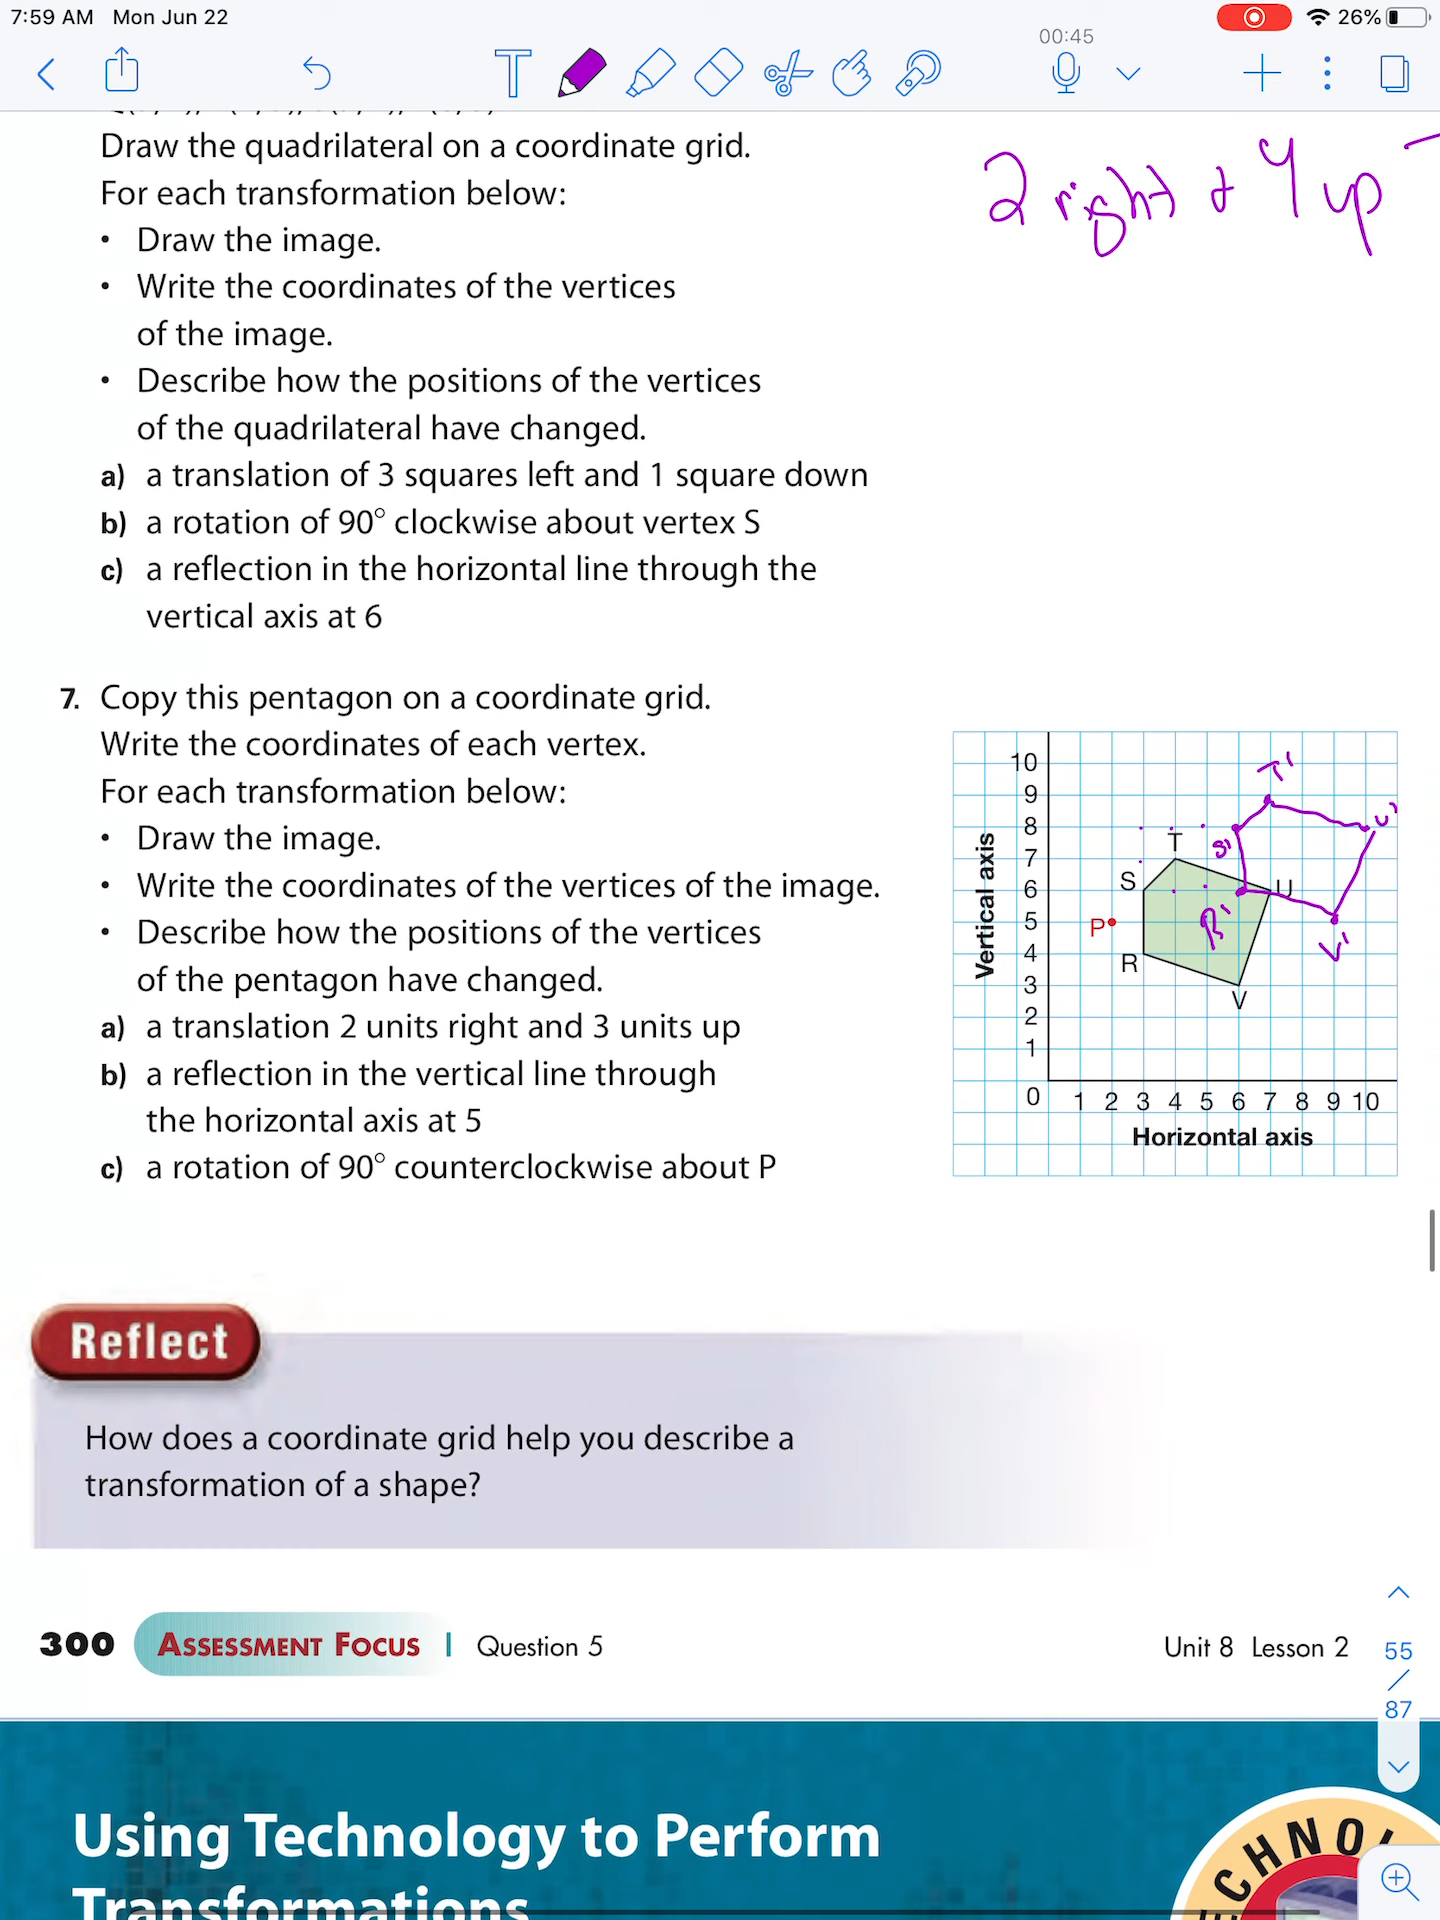 7:59 AM Mon Jun 22
26%
00:45
Draw the quadrilateral on a coordinate grid.
For each transformation below:
• Draw the image.
• Write the coordinates of the vertices
of the image.
• Describe how the positions of the vertices
of the quadrilateral have changed.
a) a translation of 3 squares left and 1 square down
b) a rotation of 90° clockwise about vertex S
c) a reflection in the horizontal line through the
vertical axis at 6
2 right & 4 up
7. Copy this pentagon on a coordinate grid.
Write the coordinates of each vertex.
For each transformation below:
• Draw the image.
• Write the coordinates of the vertices of the image.
• Describe how the positions of the vertices
of the pentagon have changed.
a) a translation 2 units right and 3 units up
b) a reflection in the vertical line through
the horizontal axis at 5
c) a rotation of 90° counterclockwise about P
Vertical axis
10
9
8
7
6
5
4
3
2
1
0 1 2 3 4 5 6 7 8 9 10
Horizontal axis
T'
U'
S'
T
S
U
P
R'
V'
R
V
Reflect
How does a coordinate grid help you describe a
transformation of a shape?
300 ASSESSMENT FOCUS | Question 5
Unit 8 Lesson 2
55
/
87
Using Technology to Perform
Transformations